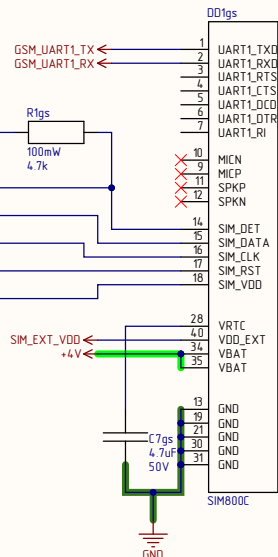 DD1gs
GSM_UART1_TX
1
UART1_TXD
GSM_UART1_RX
2
UART1_RXD
3
UART1_RTS
4
UART1_CTS
5
UART1_DCD
6
UART1_DTR
7
UART1_RI
R1gs
100mW
4.7k
10
MICN
9
MICP
11
SPKP
12
SPKN
14
SIM_DET
15
SIM_DATA
16
SIM_CLK
17
SIM_RST
18
SIM_VDD
28
VRTC
SIM_EXT_VDD
40
VDD_EXT
+4V
34
VBAT
35
VBAT
13
GND
19
GND
21
GND
30
GND
31
GND
C7gs
4.7uF
50V
SIM800C
GND